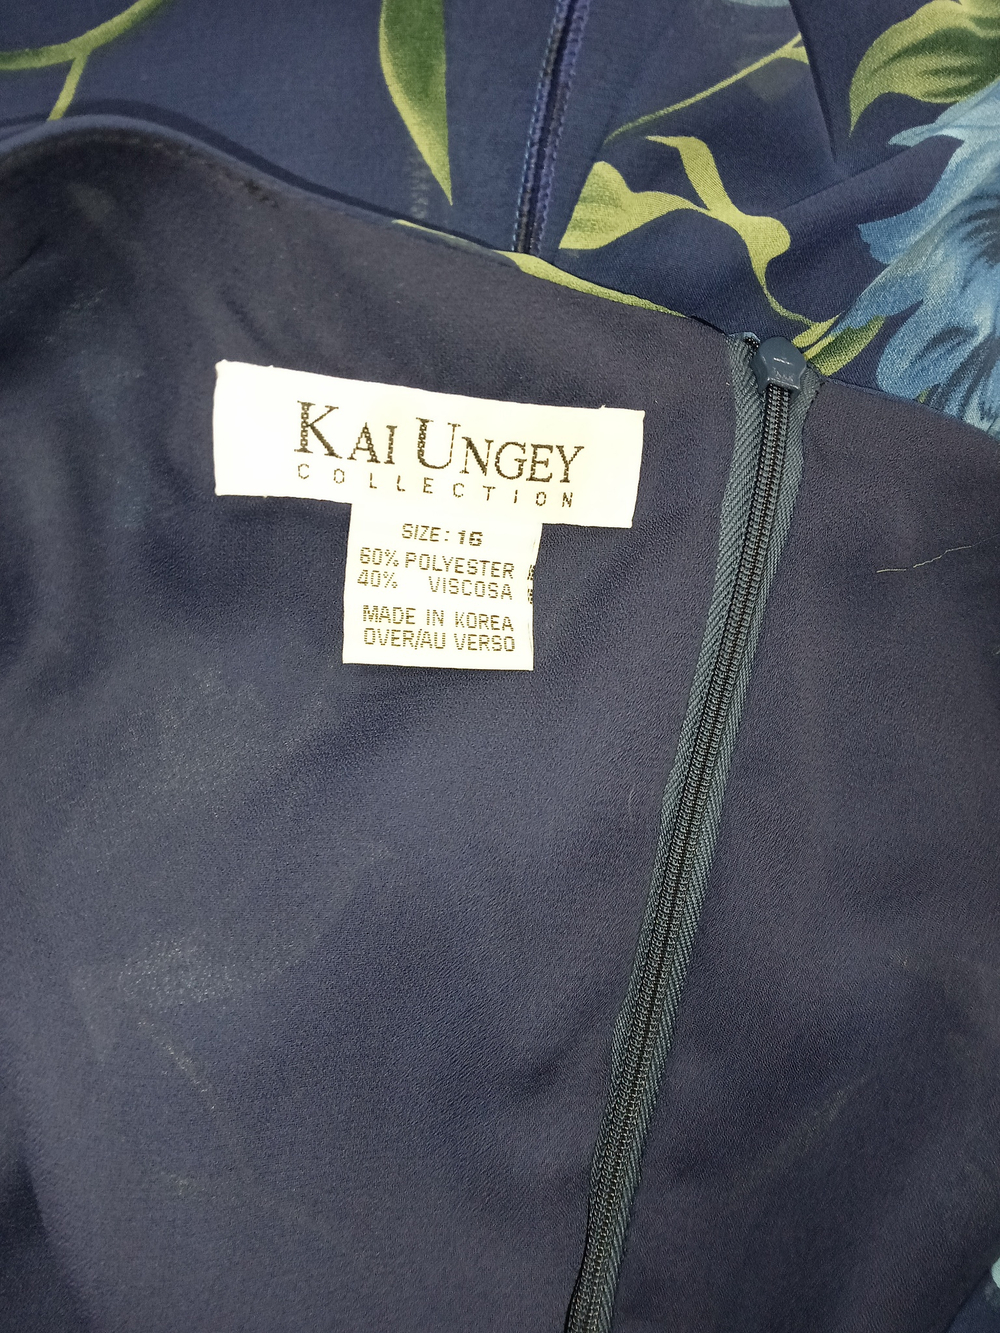 KAI UNGEY
COLLECTION
SIZE: 16
60% POLYESTER
40% VISCOSA
MADE IN KOREA
OVER/AU VERSO